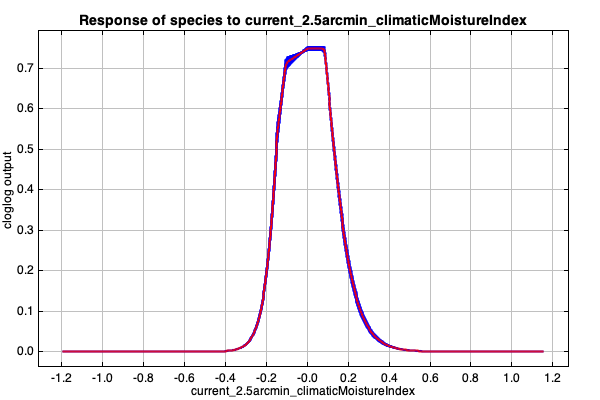 Response of species to current_2.5arcmin_climaticMoistureIndex
cloglog output
0.7
0.6
0.5
0.4
0.3
0.2
0.1
0.0
-1.2 -1.0 -0.8 -0.6 -0.4 -0.2 -0.0 0.2 0.4 0.6 0.8 1.0 1.2
current_2.5arcmin_climaticMoistureIndex